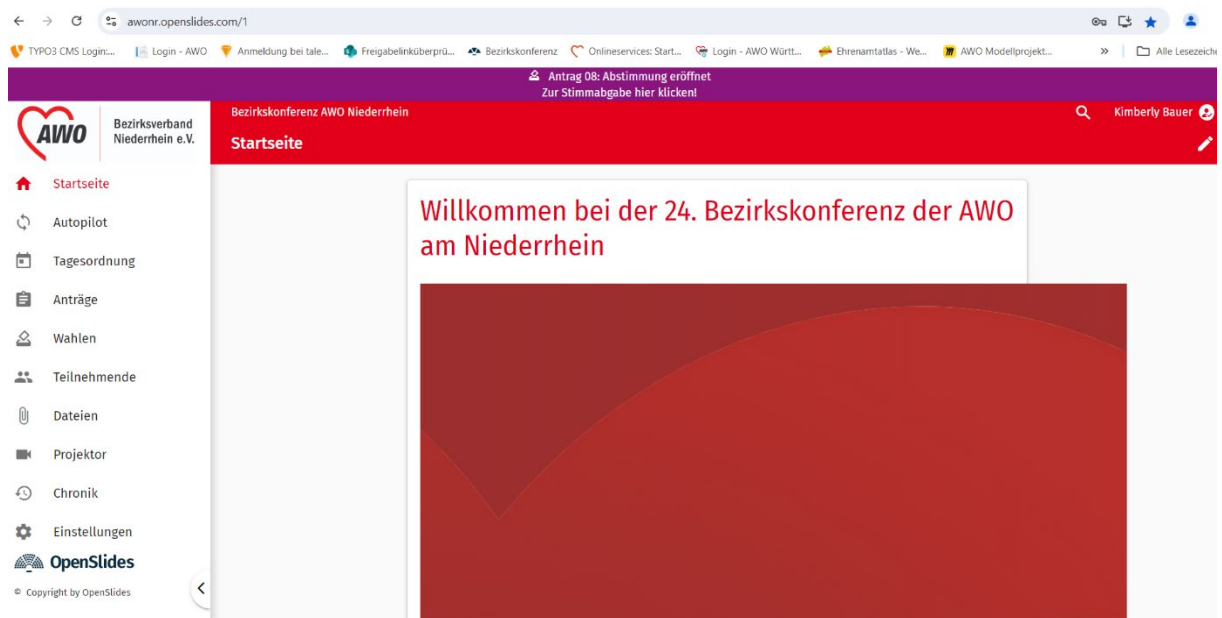 awonr.openslides.com/1
TYPO3 CMS Login:... Login - AWO Anmeldung bei tale... Freigabelinküberprü... Bezirkskonferenz Onlineservices: Start... Login - AWO Württ... Ehrenamtatlas - We... AWO Modellprojekt... » Alle Lesezeiche
Antrag 08: Abstimmung eröffnet
Zur Stimmabgabe hier klicken!
AWO
Bezirksverband
Niederrhein e.V.
Bezirkskonferenz AWO Niederrhein
Kimberly Bauer
Startseite
Startseite
Autopilot
Tagesordnung
Anträge
Wahlen
Teilnehmende
Dateien
Projektor
Chronik
Einstellungen
OpenSlides
© Copyright by OpenSlides
Willkommen bei der 24. Bezirkskonferenz der AWO
am Niederrhein